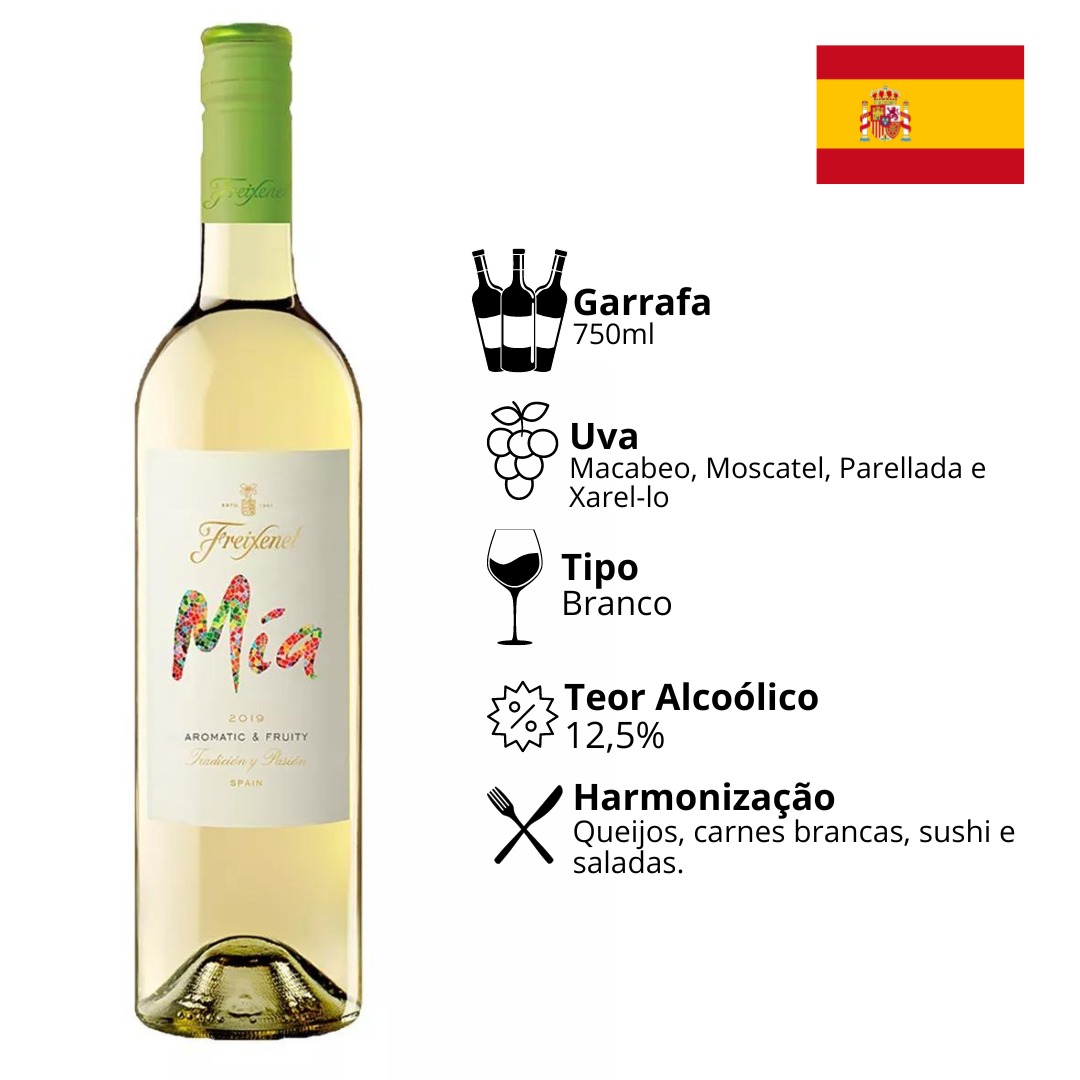 Freixenet
ESTD 1861
Freixenet
Mía
2019
AROMATIC & FRUITY
Tradición y Pasión
SPAIN
Garrafa
750ml
Uva
Macabeo, Moscatel, Parellada e
Xarel-lo
Tipo
Branco
Teor Alcoólico
12,5%
Harmonização
Queijos, carnes brancas, sushi e
saladas.